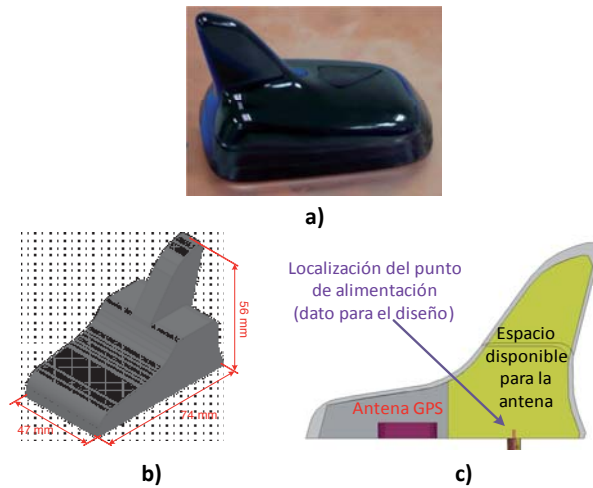 a)
56 mm
74 mm
47 mm
b)
Localización del punto
de alimentación
(dato para el diseño)
Espacio
disponible
para la
antena
Antena GPS
c)